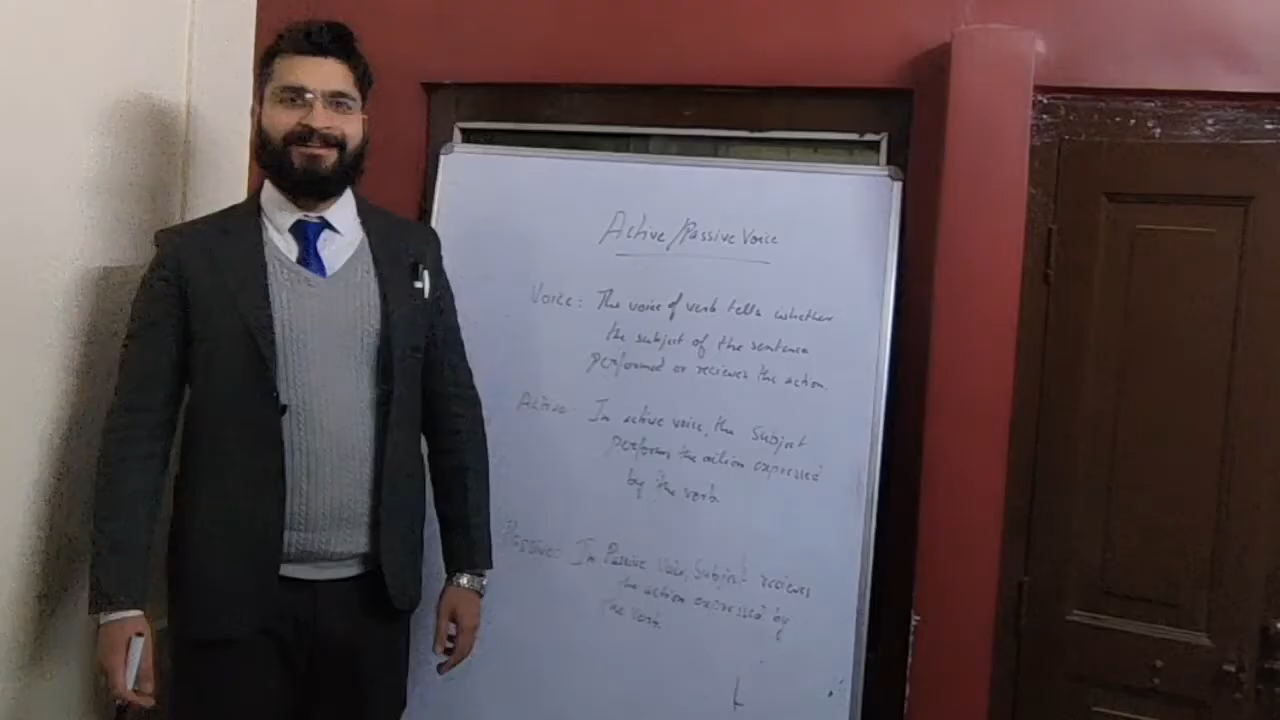 Active/Passive Voice
Voice: The voice of verb tells whether
the subject of the sentence
performed or reciewes the action.
Active: In active voice, the subject
performs the action expressed
by the verb
Passive: In Passive Voice, Subject reciewes
the action expressed by
the verb.